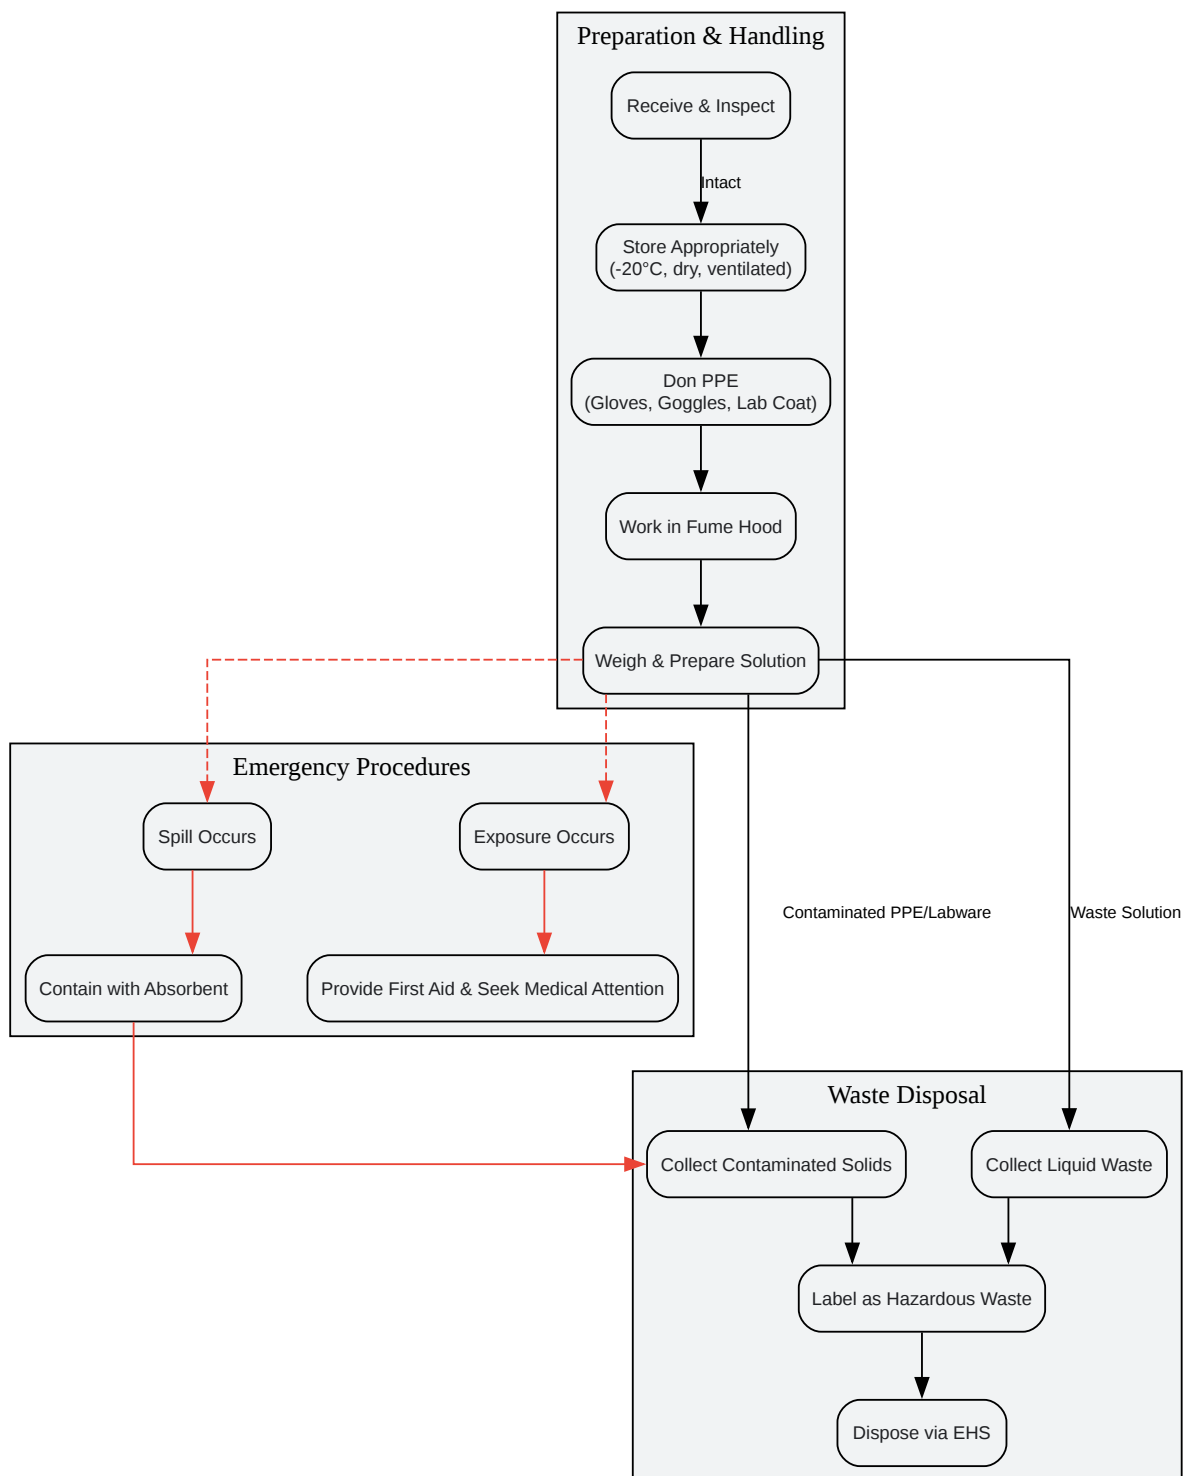 Preparation & Handling
Receive & Inspect
Intact
Store Appropriately
(-20°C, dry, ventilated)
Don PPE
(Gloves, Goggles, Lab Coat)
Work in Fume Hood
Weigh & Prepare Solution
Emergency Procedures
Spill Occurs
Exposure Occurs
Contaminated PPE/Labware
Waste Solution
Contain with Absorbent
Provide First Aid & Seek Medical Attention
Waste Disposal
Collect Contaminated Solids
Collect Liquid Waste
Label as Hazardous Waste
Dispose via EHS